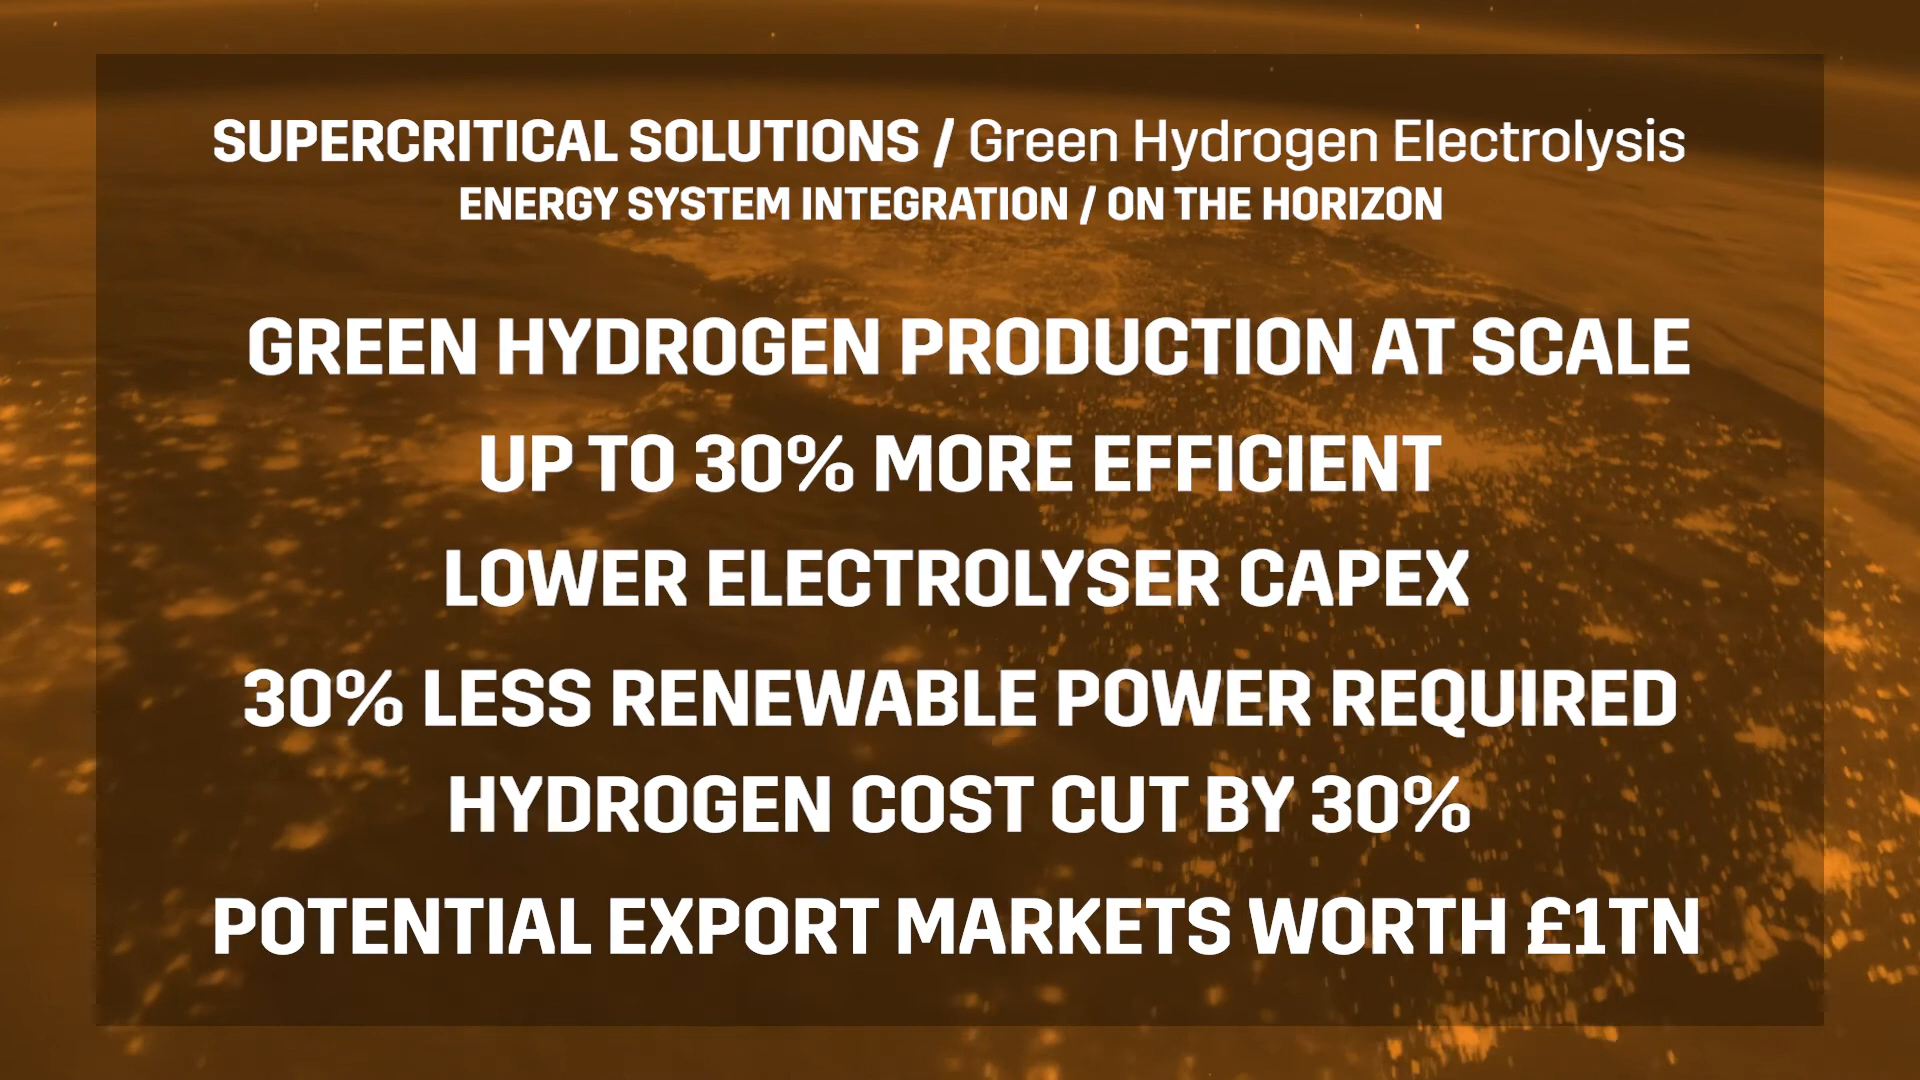 SUPERCRITICAL SOLUTIONS / Green Hydrogen Electrolysis
ENERGY SYSTEM INTEGRATION / ON THE HORIZON
GREEN HYDROGEN PRODUCTION AT SCALE
UP TO 30% MORE EFFICIENT
LOWER ELECTROLYSER CAPEX
30% LESS RENEWABLE POWER REQUIRED
HYDROGEN COST CUT BY 30%
POTENTIAL EXPORT MARKETS WORTH £1TN